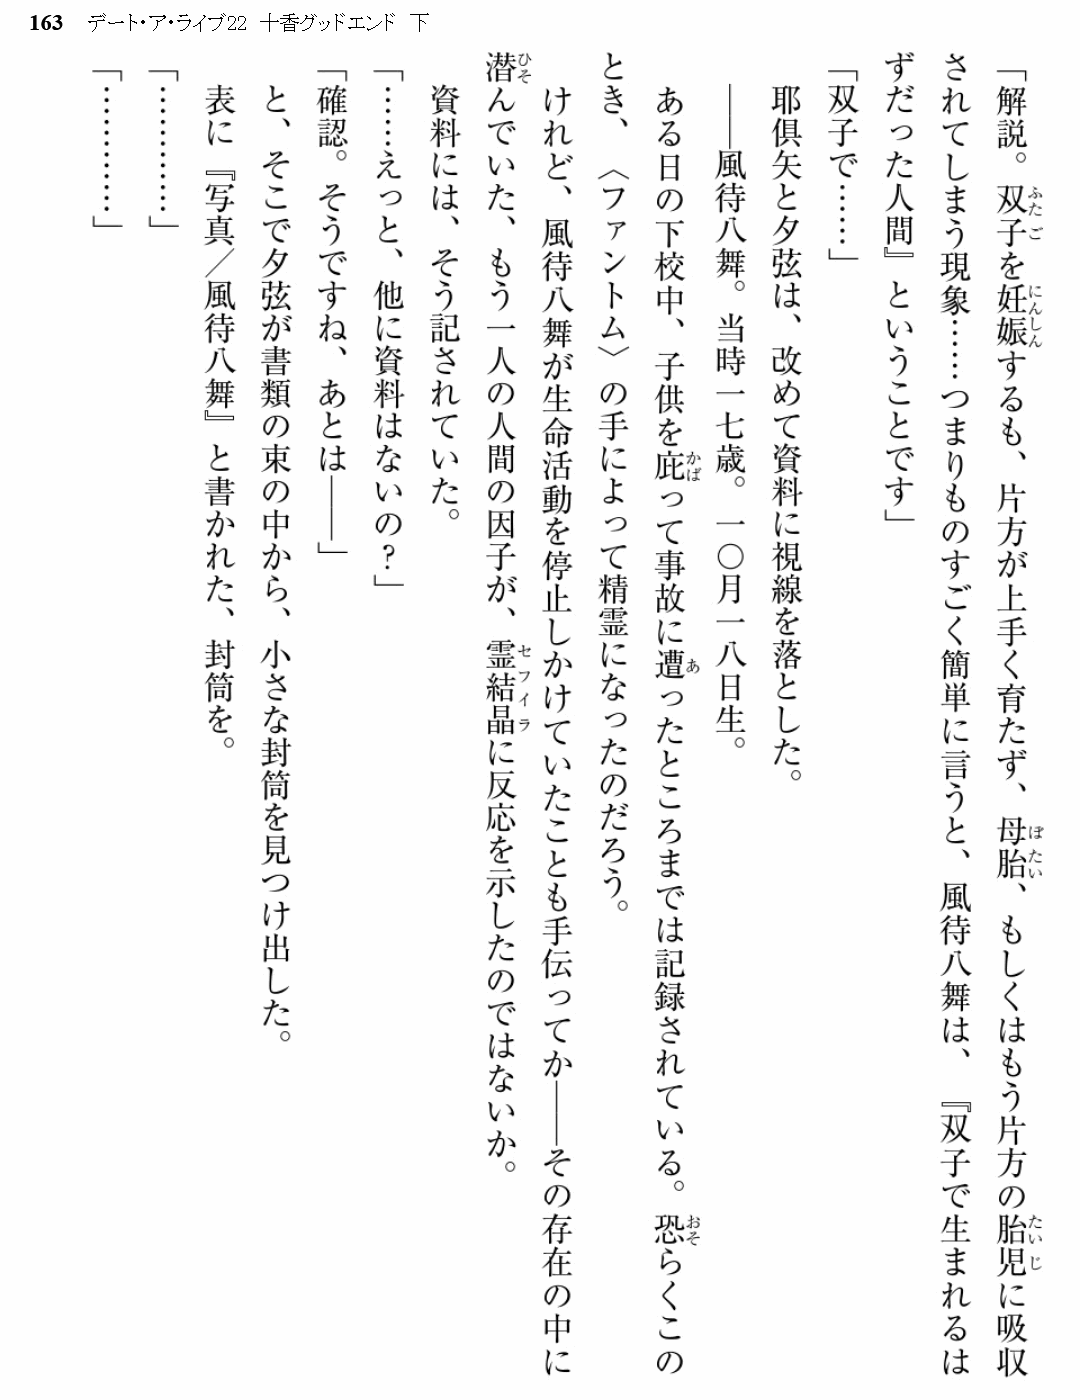 163 デート・ア・ライブ22 十香グッドエンド 下
「解説。双子を妊娠するも、片方が上手く育たず、母胎、もしくはもう片方の胎児に吸収
されてしまう現象……つまりものすごく簡単に言うと、風待八舞は、『双子で生まれるは
ずだった人間』ということです」
「双子で……」
耶倶矢と夕弦は、改めて資料に視線を落とした。
――風待八舞。当時一七歳。一〇月一八日生。
ある日の下校中、子供を庇って事故に遭ったところまでは記録されている。恐らくこの
とき、〈ファントム〉の手によって精霊になったのだろう。
けれど、風待八舞が生命活動を停止しかけていたことも手伝ってか――その存在の中に
潜んでいた、もう一人の人間の因子が、霊結晶に反応を示したのではないか。
資料には、そう記されていた。
「……えっと、他に資料はないの?」
「確認。そうですね、あとは――」
と、そこで夕弦が書類の束の中から、小さな封筒を見つけ出した。
表に『写真／風待八舞』と書かれた、封筒を。
「…………」
「…………」